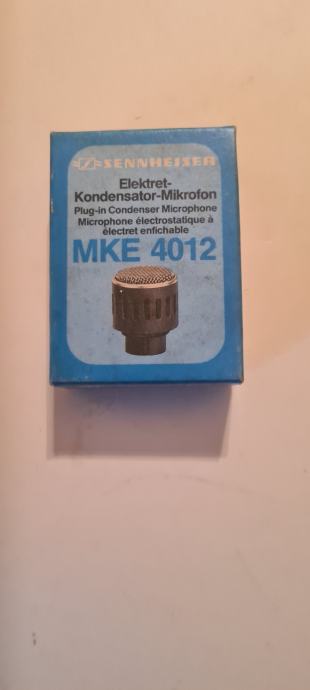 SENNHEISER
Elektret-
Kondensator-Mikrofon
Plug-in Condenser Microphone
Microphone électrostatique à
électret enfichable
MKE 4012